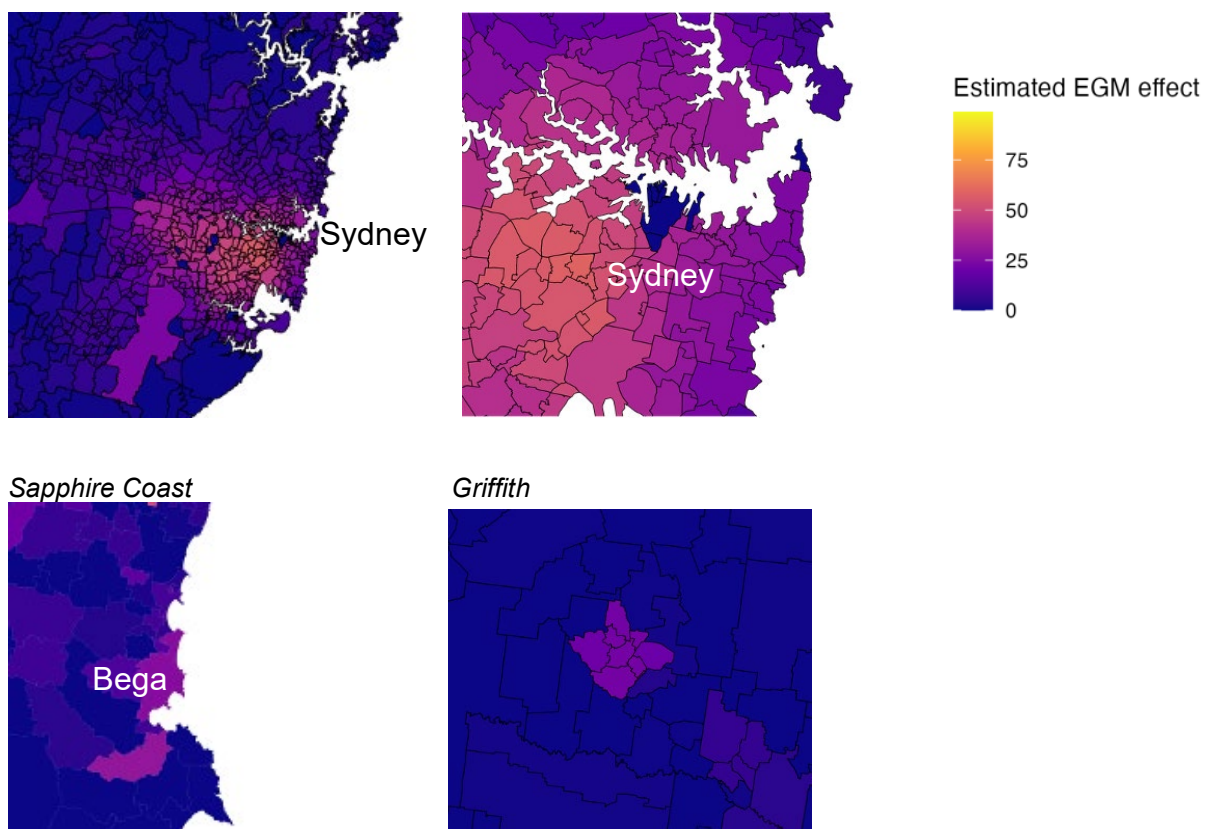 Sydney
Sydney
Estimated EGM effect
75
50
25
0
Sapphire Coast
Bega
Griffith